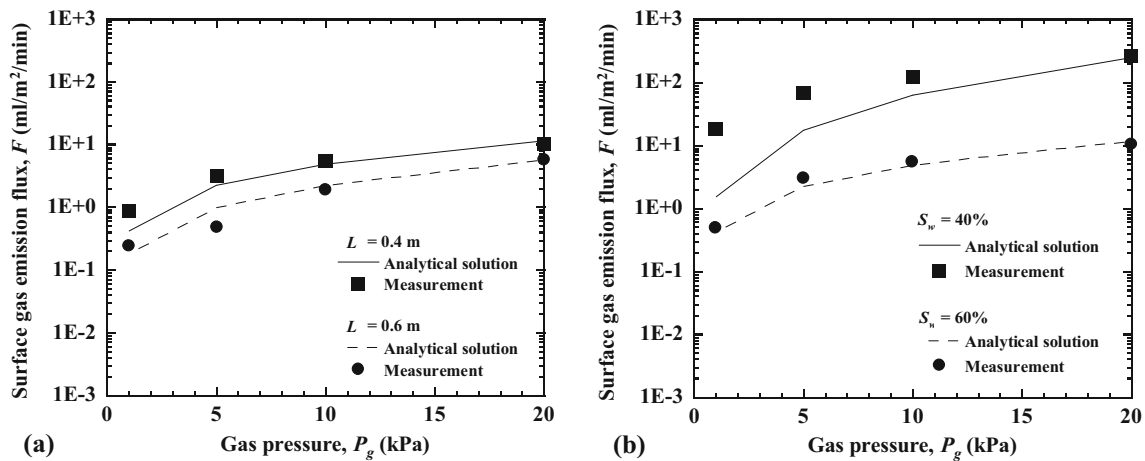 Surface gas emission flux, F (ml/m²/min)
1E+3
1E+2
1E+1
1E+0
1E-1
1E-2
1E-3
L = 0.4 m
Analytical solution
Measurement
L = 0.6 m
Analytical solution
Measurement
0 5 10 15 20
(a) Gas pressure, P_g (kPa)
Surface gas emission flux, F (ml/m²/min)
1E+3
1E+2
1E+1
1E+0
1E-1
1E-2
1E-3
S_w = 40%
Analytical solution
Measurement
S_w = 60%
Analytical solution
Measurement
0 5 10 15 20
(b) Gas pressure, P_g (kPa)